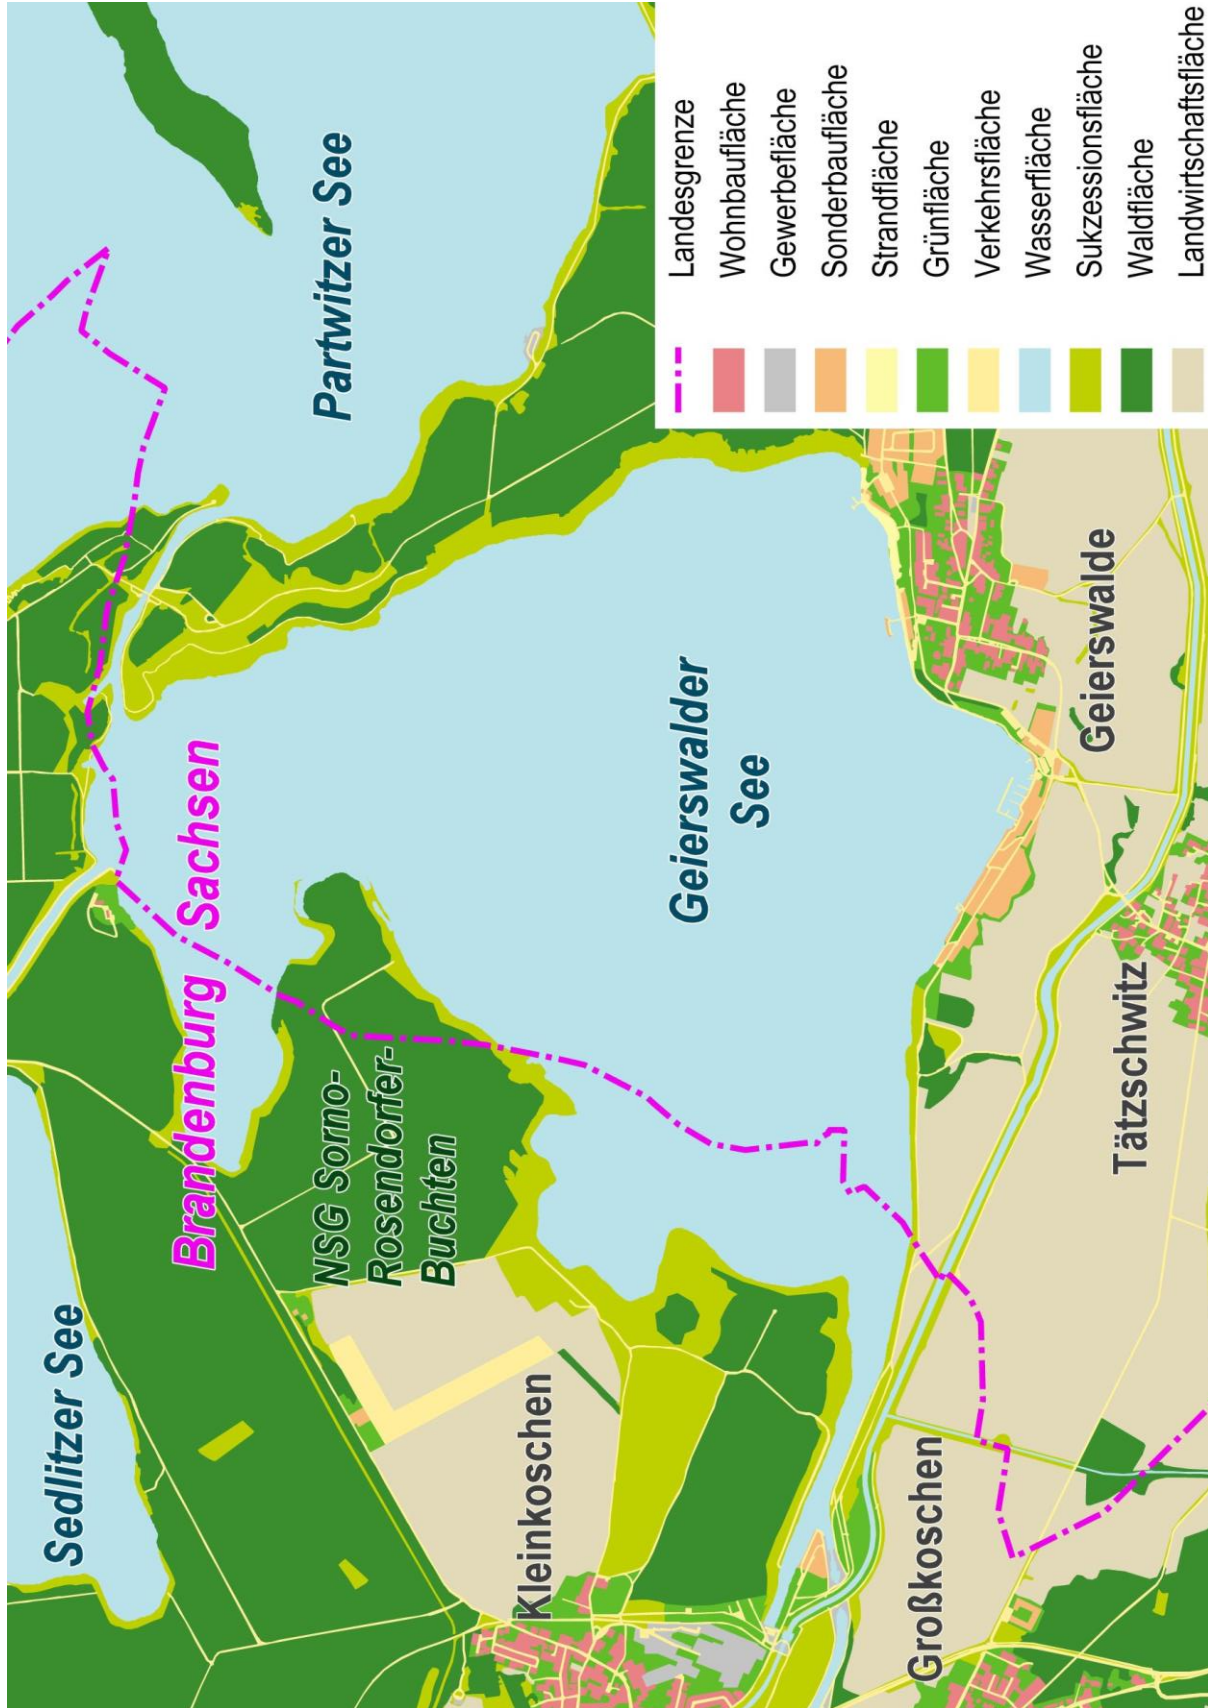 Sedlitzer See
Brandenburg
Sachsen
Partwitzer See
NSG Sorno-
Rosendorfer-
Buchten
Kleinkoschen
Geierswalder
See
Großkoschen
Tätzschwitz
Geierswalde
Landesgrenze
Wohnbaufläche
Gewerbefläche
Sonderbaufläche
Strandfläche
Grünfläche
Verkehrsfläche
Wasserfläche
Sukzessionsfläche
Waldfläche
Landwirtschaftsfläche